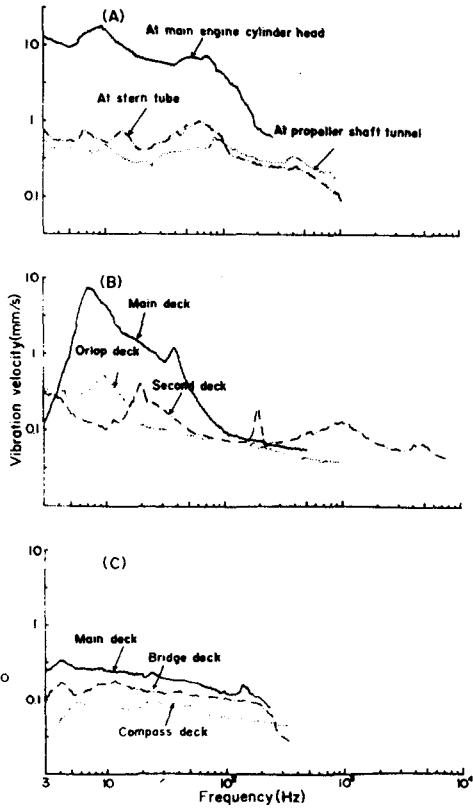 (A)
At main engine cylinder head
10
At stern tube
1
At propeller shaft tunnel
0.1
(B)
10
Main deck
Orlop deck
1
Second deck
0.1
Vibration velocity(mm/s)
(C)
10
1
Main deck
Bridge deck
0.1
Compass deck
3 10 10² 10³ 10⁴
Frequency(Hz)